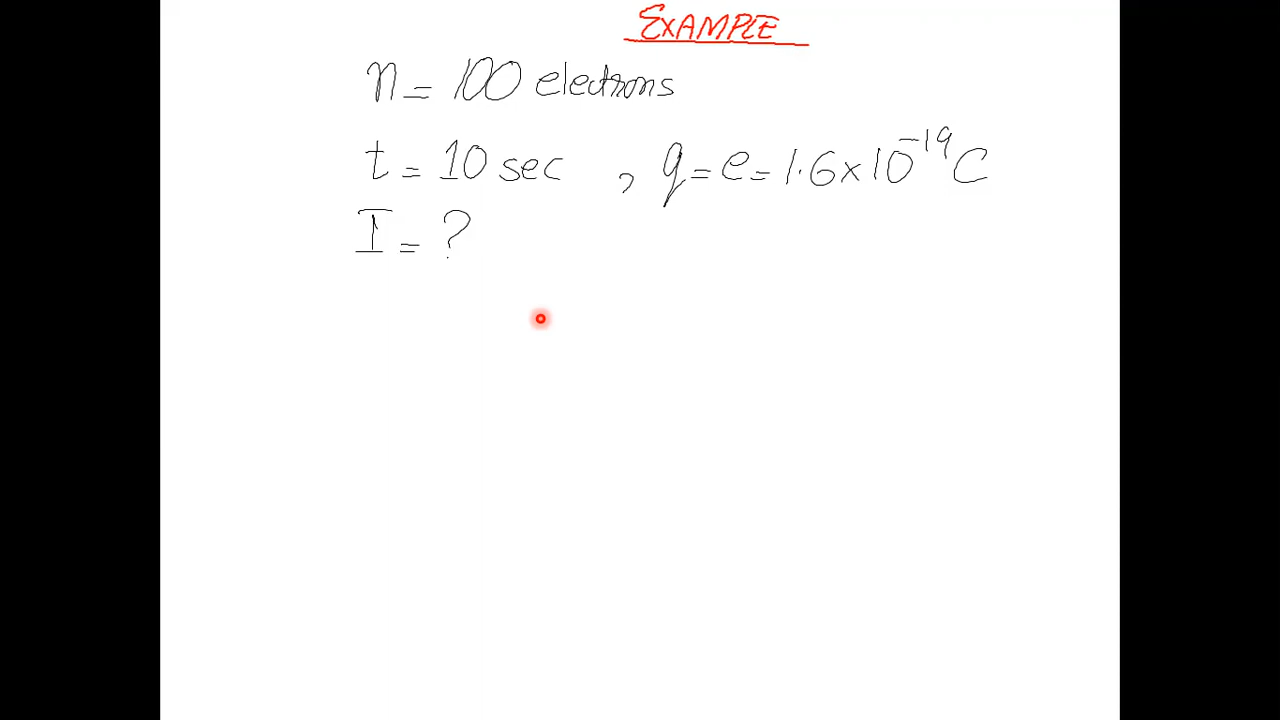 EXAMPLE
n = 100 electrons
t = 10 sec , q = e = 1.6×10⁻¹⁹ C
I = ?